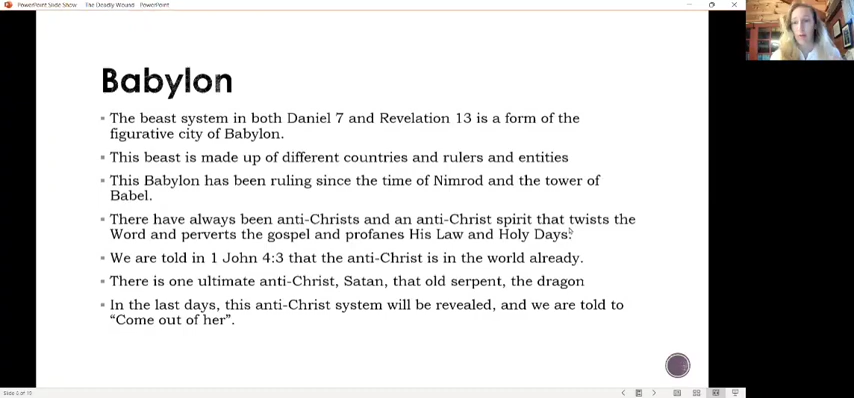 PowerPoint Slide Show
The Deadly Wound
PowerPoint
Babylon
The beast system in both Daniel 7 and Revelation 13 is a form of the
figurative city of Babylon.
This beast is made up of different countries and rulers and entities
This Babylon has been ruling since the time of Nimrod and the tower of
Babel.
There have always been anti-Christs and an anti-Christ spirit that twists the
Word and perverts the gospel and profanes His Law and Holy Days.
We are told in 1 John 4:3 that the anti-Christ is in the world already.
There is one ultimate anti-Christ, Satan, that old serpent, the dragon
In the last days, this anti-Christ system will be revealed, and we are told to
“Come out of her”.